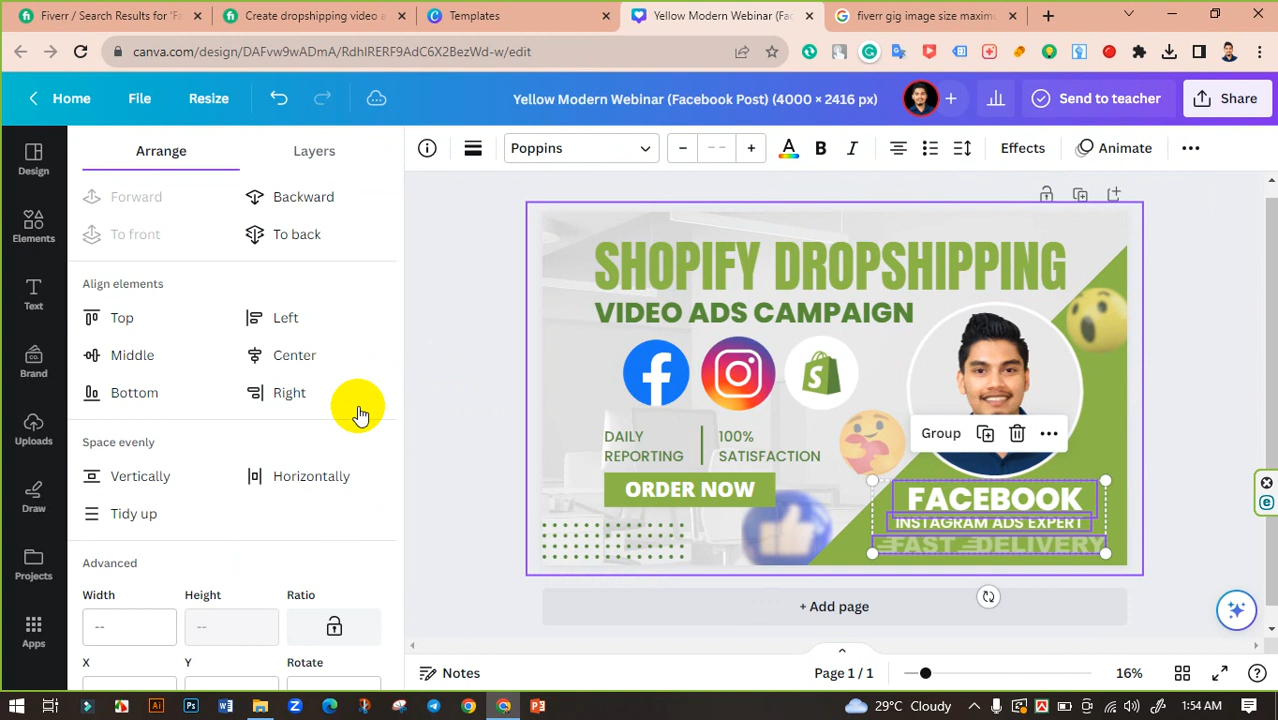 Fiverr / Search Results for 'Fa
Create dropshipping video a
Templates
Yellow Modern Webinar (Fac
fiverr gig image size maximu
canva.com/design/DAFvw9wADmA/RdhIRERF9AdC6X2BezWd-w/edit
Home
File
Resize
Yellow Modern Webinar (Facebook Post) (4000 × 2416 px)
Send to teacher
Share
Design
Elements
Text
Brand
Uploads
Draw
Projects
Apps
Arrange
Layers
Forward
Backward
To front
To back
Align elements
Top
Left
Middle
Center
Bottom
Right
Space evenly
Vertically
Horizontally
Tidy up
Advanced
Width
Height
Ratio
--
--
X
Y
Rotate
Poppins
– – +
A
B
I
Effects
Animate
SHOPIFY DROPSHIPPING
VIDEO ADS CAMPAIGN
DAILY
REPORTING
100%
SATISFACTION
ORDER NOW
Group
FACEBOOK
INSTAGRAM ADS EXPERT
FAST DELIVERY
+ Add page
Notes
Page 1 / 1
16%
29°C Cloudy
1:54 AM